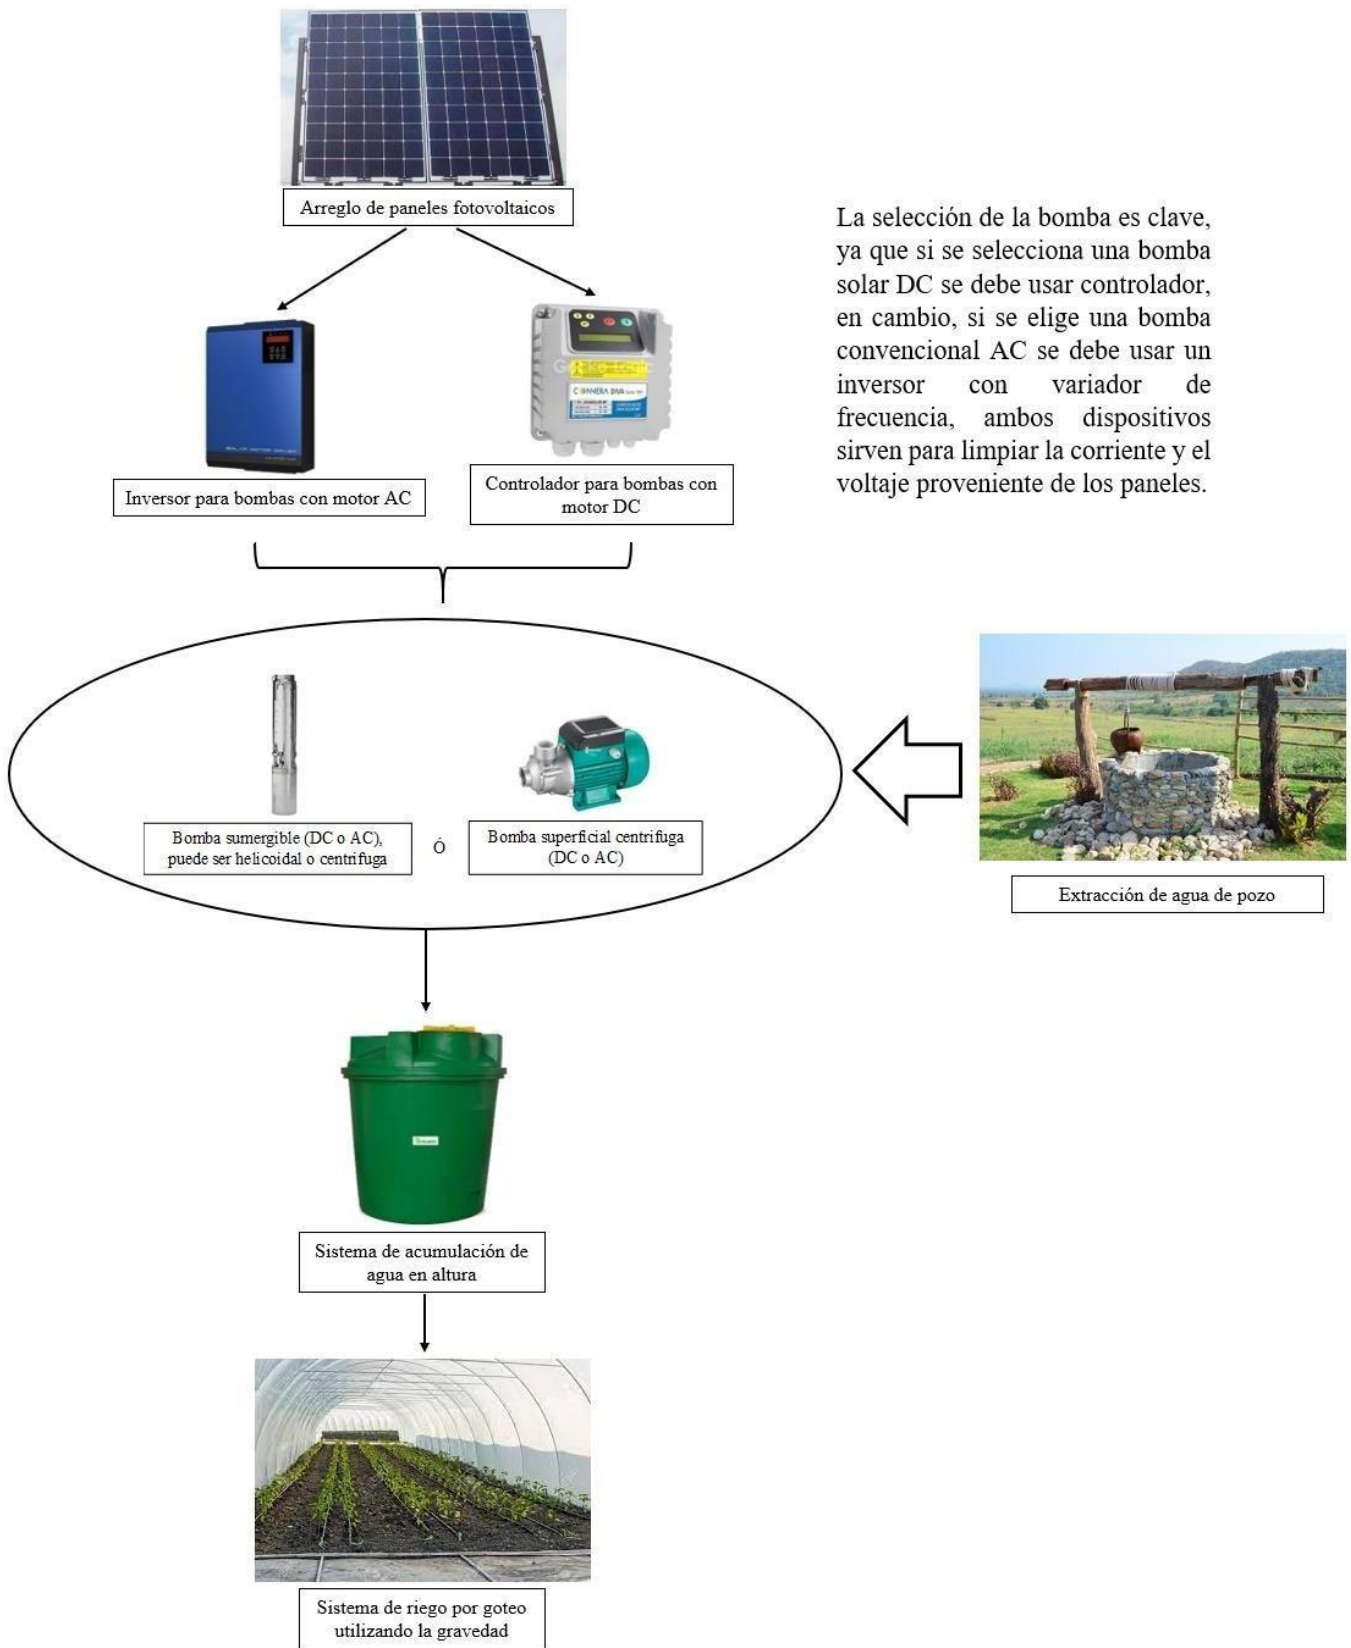 Arreglo de paneles fotovoltaicos
La selección de la bomba es clave,
ya que si se selecciona una bomba
solar DC se debe usar controlador,
en cambio, si se elige una bomba
convencional AC se debe usar un
inversor con variador de
frecuencia, ambos dispositivos
sirven para limpiar la corriente y el
voltaje proveniente de los paneles.
Inversor para bombas con motor AC
Controlador para bombas con
motor DC
Bomba sumergible (DC o AC),
puede ser helicoidal o centrifuga
Ó
Bomba superficial centrifuga
(DC o AC)
Extracción de agua de pozo
Sistema de acumulación de
agua en altura
Sistema de riego por goteo
utilizando la gravedad